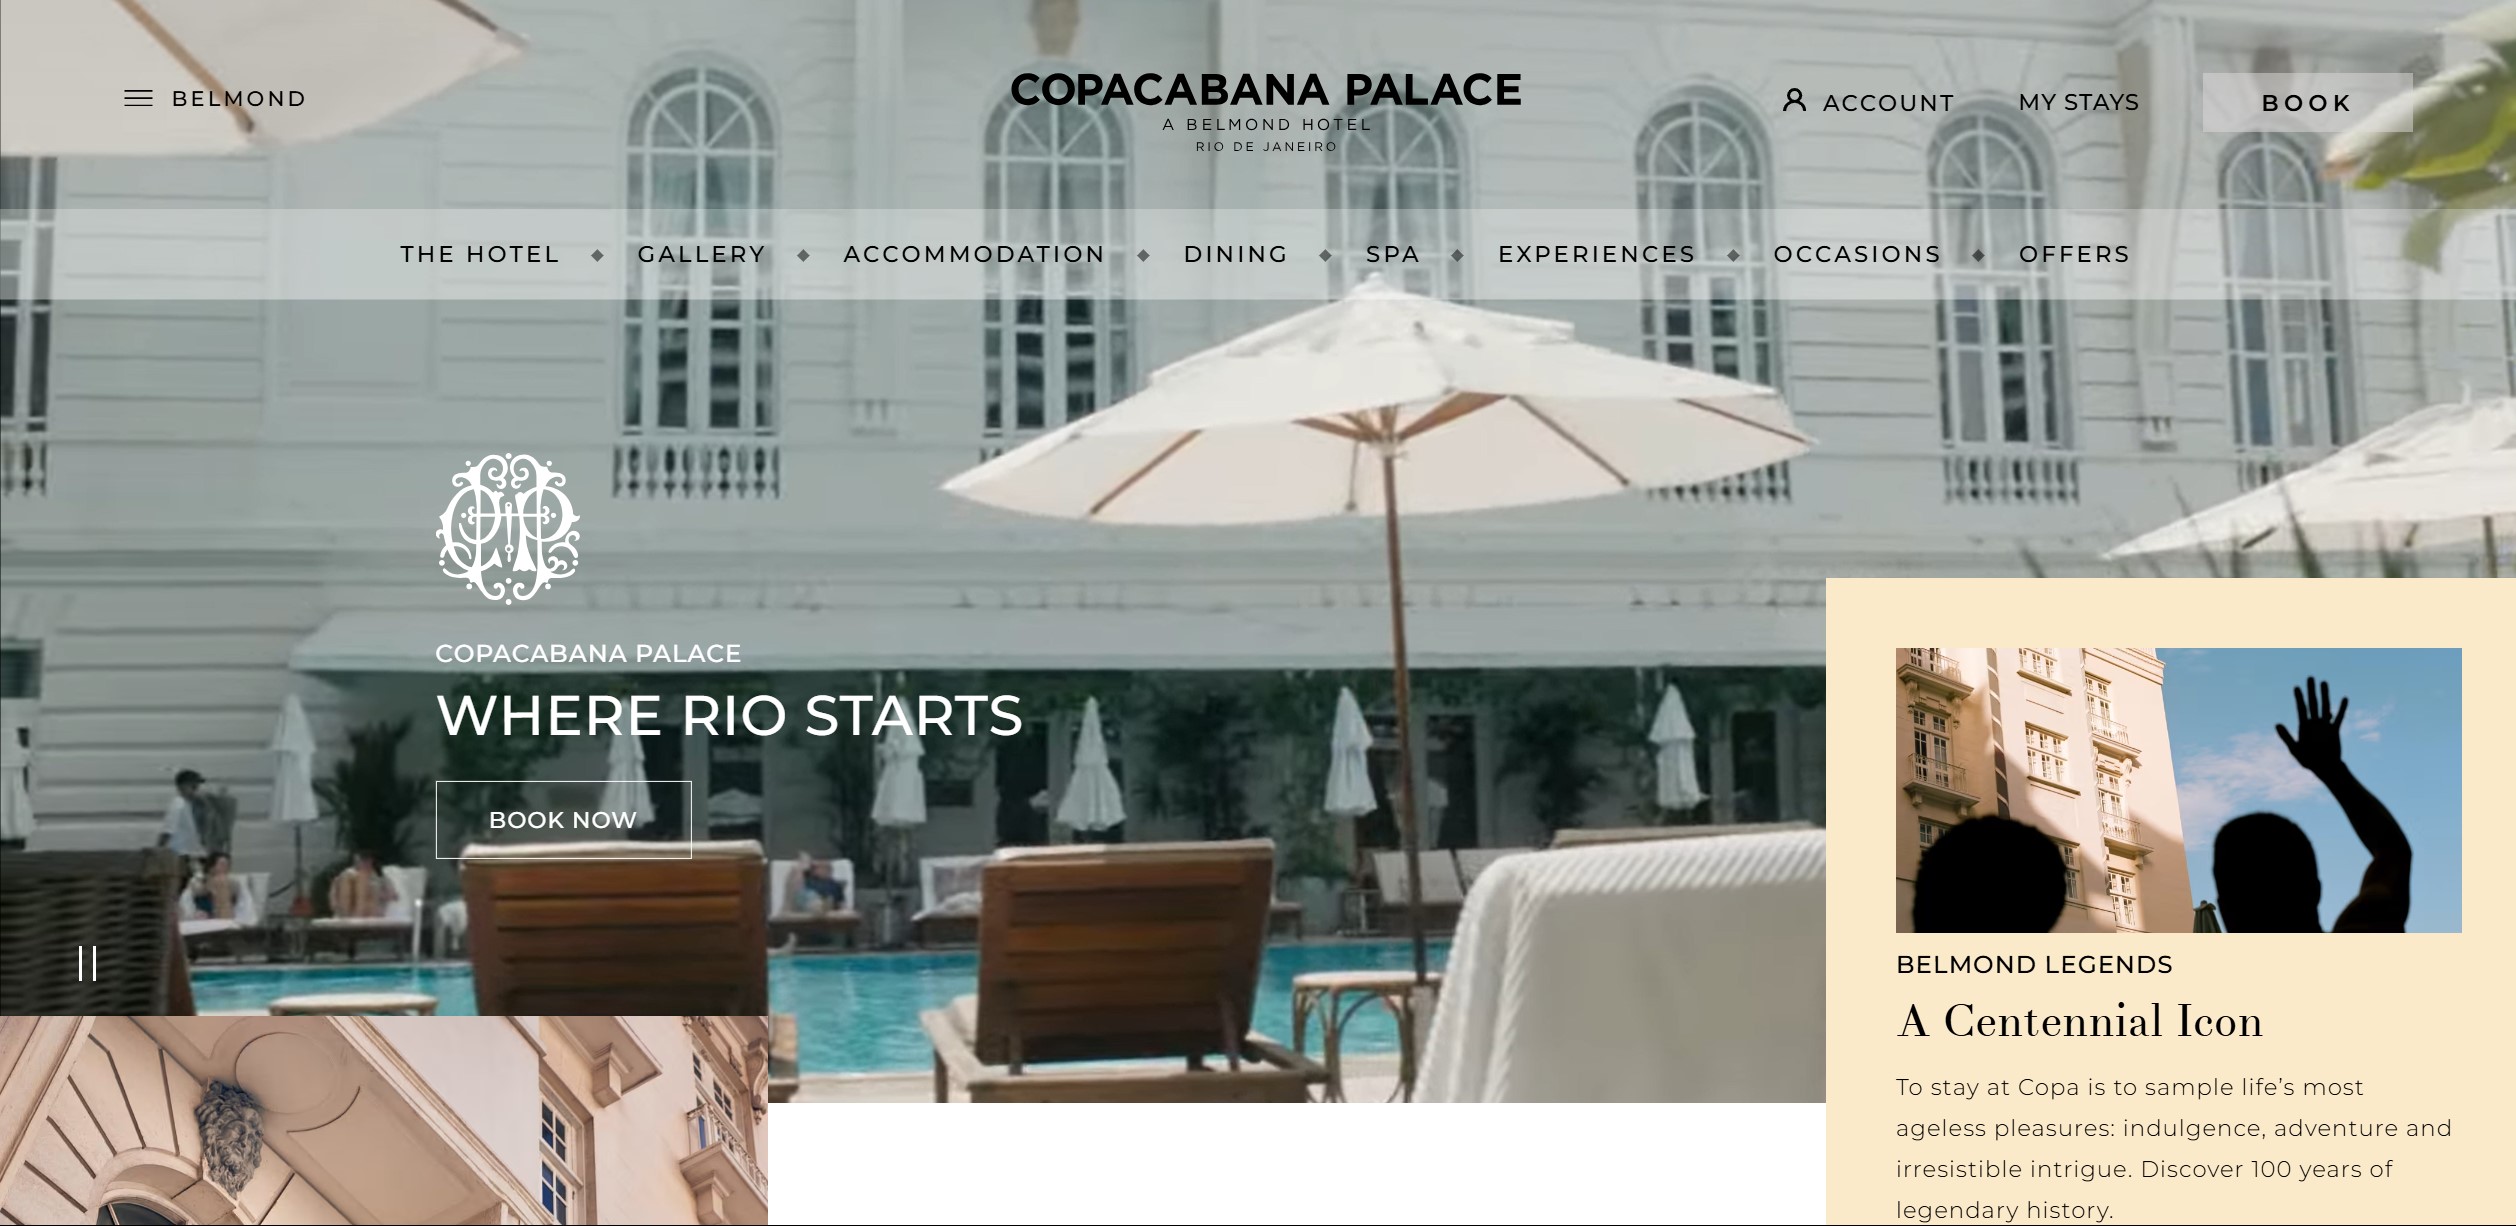 BELMOND
COPACABANA PALACE
A BELMOND HOTEL
RIO DE JANEIRO
ACCOUNT
MY STAYS
BOOK
THE HOTEL ◆ GALLERY ◆ ACCOMMODATION ◆ DINING ◆ SPA ◆ EXPERIENCES ◆ OCCASIONS ◆ OFFERS
COPACABANA PALACE
WHERE RIO STARTS
BOOK NOW
BELMOND LEGENDS
A Centennial Icon
To stay at Copa is to sample life’s most
ageless pleasures: indulgence, adventure and
irresistible intrigue. Discover 100 years of
legendary history.